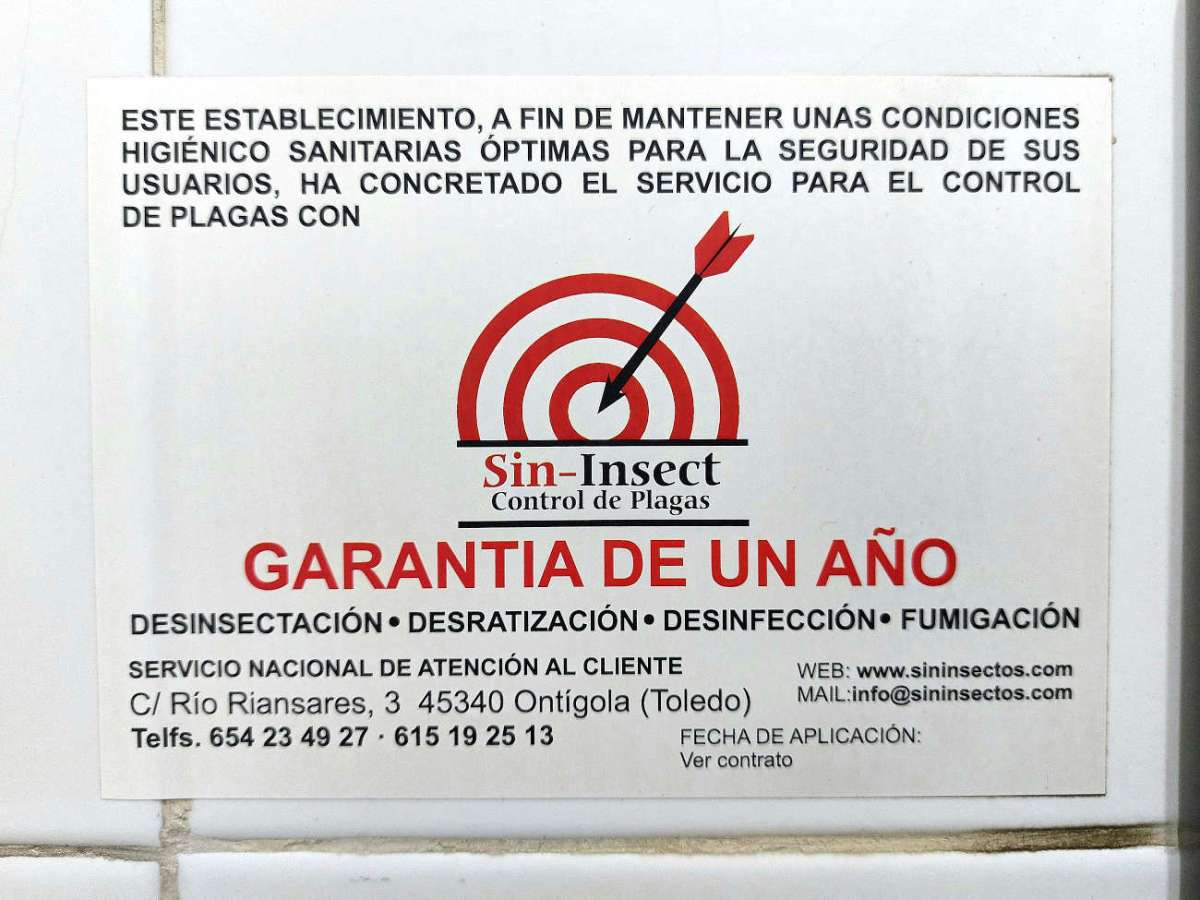 ESTE ESTABLECIMIENTO, A FIN DE MANTENER UNAS CONDICIONES
HIGIÉNICO SANITARIAS ÓPTIMAS PARA LA SEGURIDAD DE SUS
USUARIOS, HA CONCRETADO EL SERVICIO PARA EL CONTROL
DE PLAGAS CON
Sin-Insect
Control de Plagas
GARANTIA DE UN AÑO
DESINSECTACIÓN • DESRATIZACIÓN • DESINFECCIÓN • FUMIGACIÓN
SERVICIO NACIONAL DE ATENCIÓN AL CLIENTE
C/ Río Riansares, 3 45340 Ontígola (Toledo)
Telfs. 654 23 49 27 · 615 19 25 13
WEB: www.sininsectos.com
MAIL:info@sininsectos.com
FECHA DE APLICACIÓN:
Ver contrato